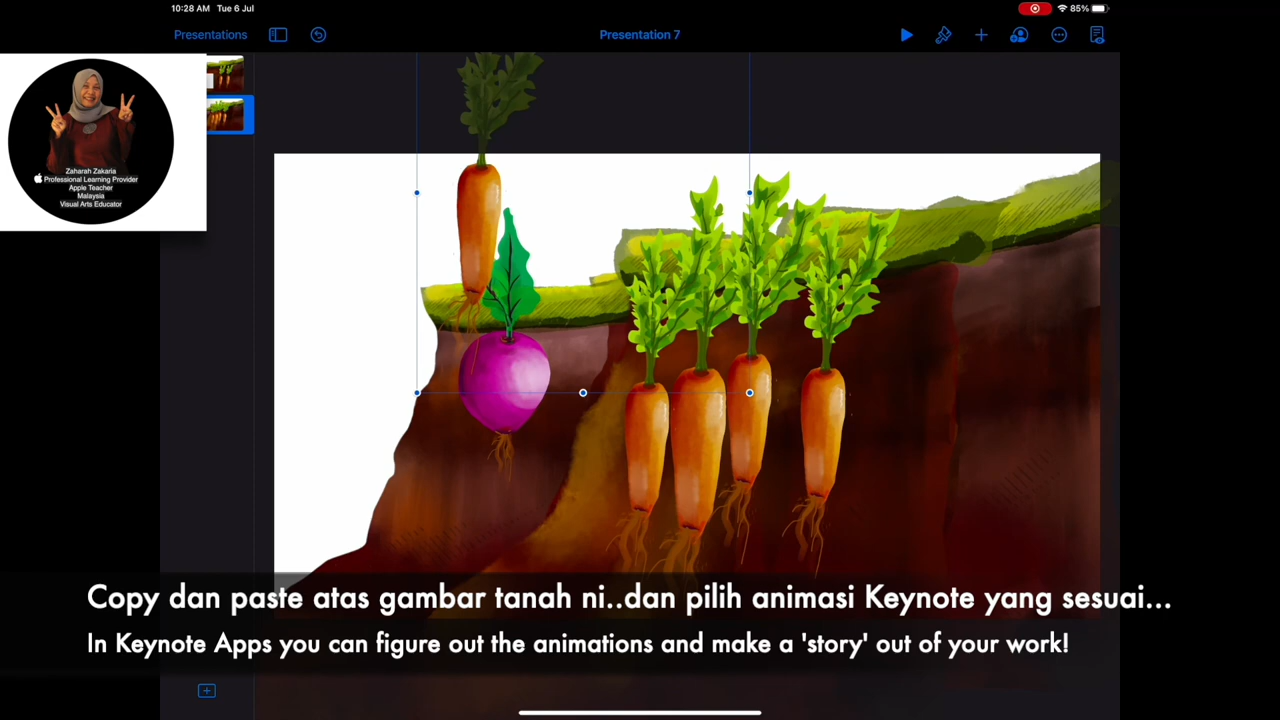 10:28 AM Tue 6 Jul
85%
Presentations
Presentation 7
Zaharah Zakaria
Professional Learning Provider
Apple Teacher
Malaysia
Visual Arts Educator
Copy dan paste atas gambar tanah ni..dan pilih animasi Keynote yang sesuai...
In Keynote Apps you can figure out the animations and make a 'story' out of your work!